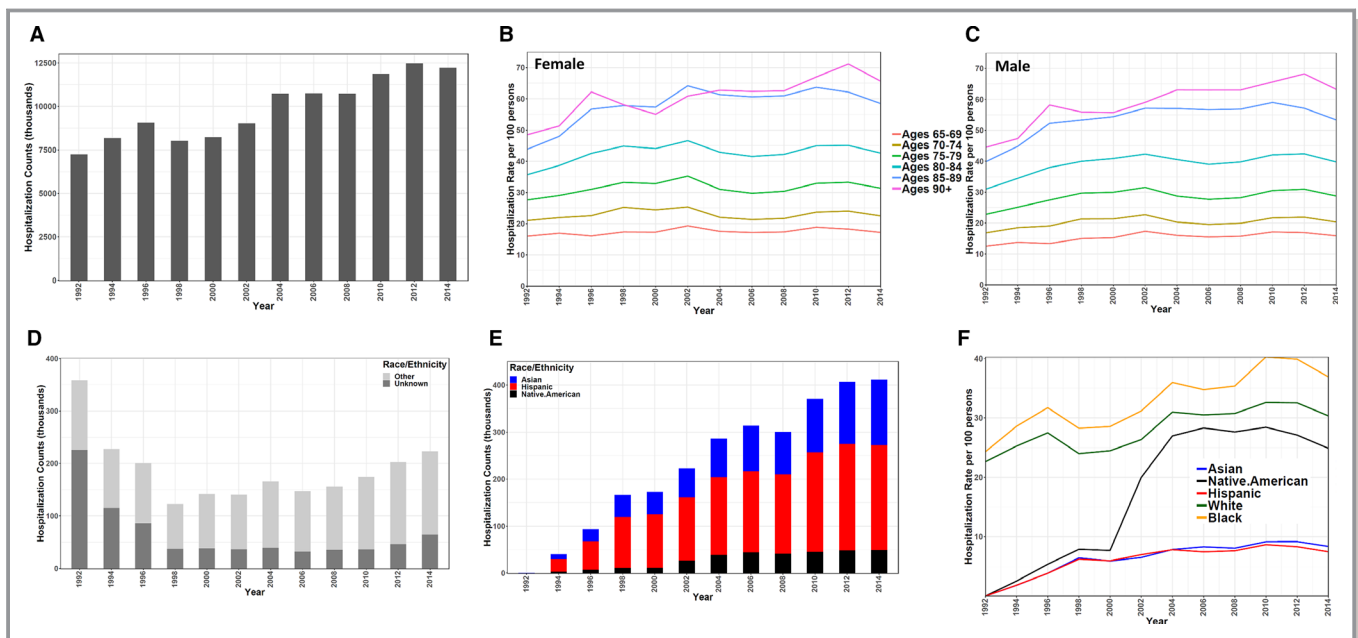 A
Hospitalization Counts (thousands)
12500
10000
7500
5000
2500
0
1992
1994
1996
1998
2000
2002
2004
2006
2008
2010
2012
2014
Year
B
Female
Hospitalization Rate per 100 persons
70
60
50
40
30
20
10
0
1992
1994
1996
1998
2000
2002
2004
2006
2008
2010
2012
2014
Year
Ages 65-69
Ages 70-74
Ages 75-79
Ages 80-84
Ages 85-89
Ages 90+
C
Male
Hospitalization Rate per 100 persons
70
60
50
40
30
20
10
0
1992
1994
1996
1998
2000
2002
2004
2006
2008
2010
2012
2014
Year
D
Hospitalization Counts (thousands)
400
300
200
100
0
Race/Ethnicity
Other
Unknown
1992
1994
1996
1998
2000
2002
2004
2006
2008
2010
2012
2014
Year
E
Hospitalization Counts (thousands)
400
300
200
100
0
Race/Ethnicity
Asian
Hispanic
Native.American
1992
1994
1996
1998
2000
2002
2004
2006
2008
2010
2012
2014
Year
F
Hospitalization Rate per 100 persons
40
30
20
10
Asian
Native.American
Hispanic
White
Black
1992
1994
1996
1998
2000
2002
2004
2006
2008
2010
2012
2014
Year